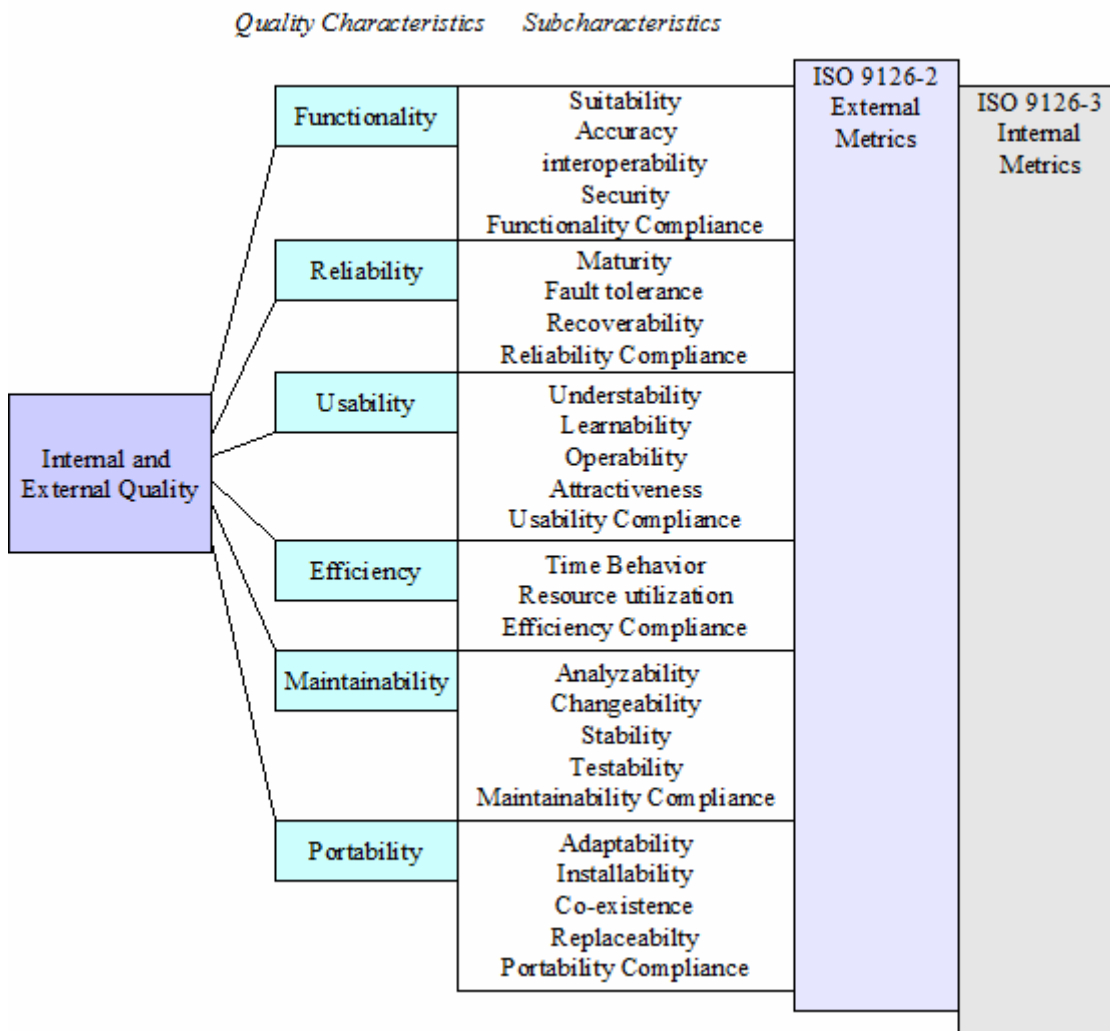 Quality Characteristics Subcharacteristics
ISO 9126-2
External
Metrics
ISO 9126-3
Internal
Metrics
Functionality
Suitability
Accuracy
interoperability
Security
Functionality Compliance
Reliability
Maturity
Fault tolerance
Recoverability
Reliability Compliance
Usability
Understability
Learnability
Operability
Attractiveness
Usability Compliance
Internal and
External Quality
Efficiency
Time Behavior
Resource utilization
Efficiency Compliance
Maintainability
Analyzability
Changeability
Stability
Testability
Maintainability Compliance
Portability
Adaptability
Installability
Co-existence
Replaceabilty
Portability Compliance